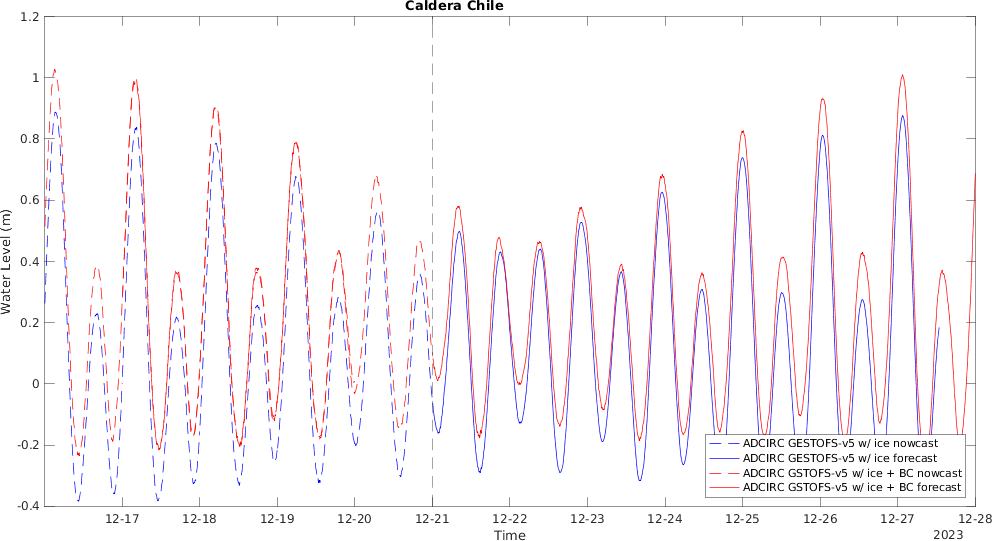 Caldera Chile
1.2
1
0.8
0.6
0.4
0.2
0
-0.2
-0.4
Water Level (m)
ADCIRC GESTOFS-v5 w/ ice nowcast
ADCIRC GESTOFS-v5 w/ ice forecast
ADCIRC GSTOFS-v5 w/ ice + BC nowcast
ADCIRC GSTOFS-v5 w/ ice + BC forecast
12-17 12-18 12-19 12-20 12-21 12-22 12-23 12-24 12-25 12-26 12-27 12-28
Time
2023